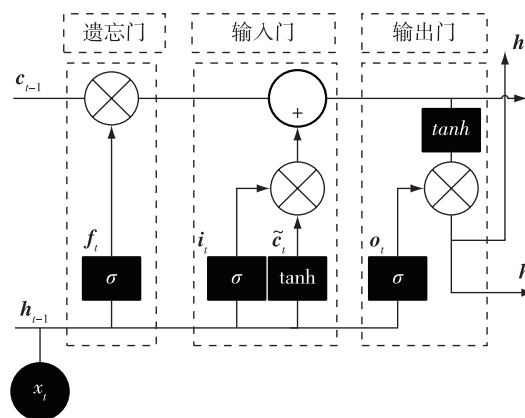 遗忘门 输入门 输出门
h
c_{t-1}
+
tanh
f_t i_t c̃_t o_t
σ σ tanh σ
h
h_{t-1}
x_t